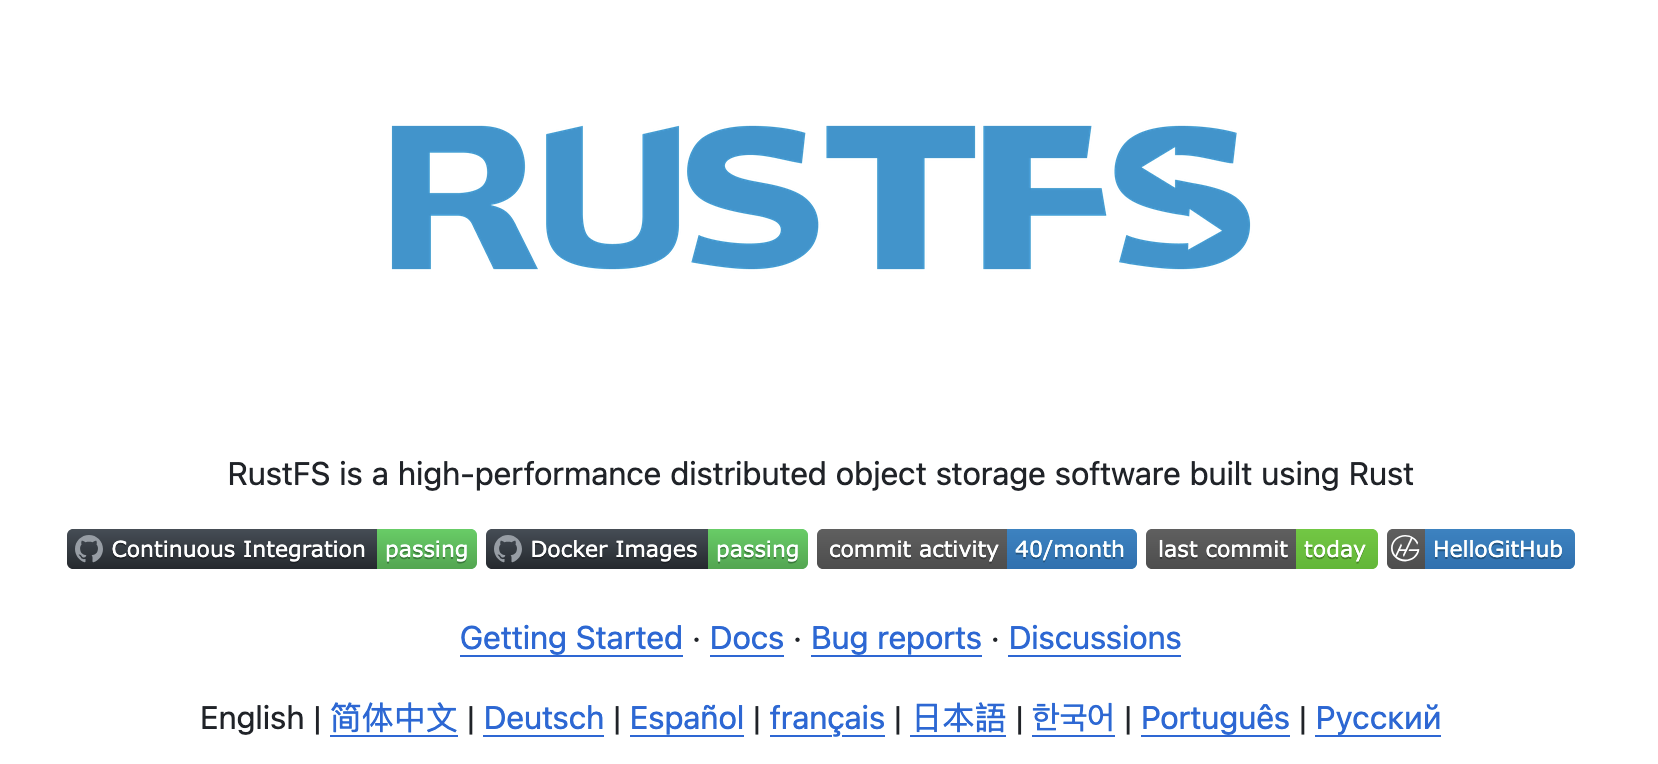 RUSTFS
RustFS is a high-performance distributed object storage software built using Rust
Continuous Integration passing Docker Images passing commit activity 40/month last commit today HelloGitHub
Getting Started · Docs · Bug reports · Discussions
English | 简体中文 | Deutsch | Español | français | 日本語 | 한국어 | Português | Русский